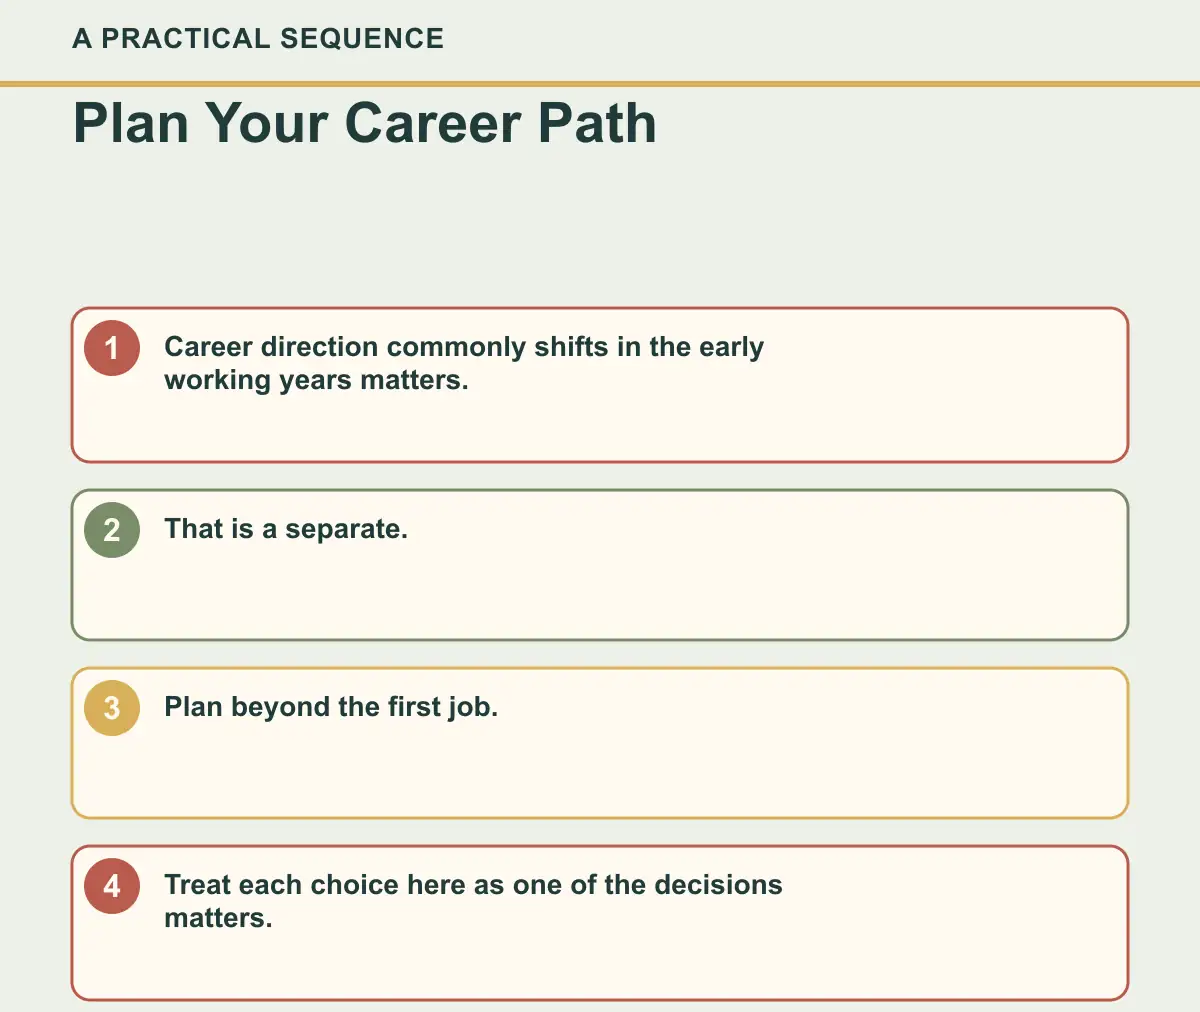 A PRACTICAL SEQUENCE
Plan Your Career Path
1
Career direction commonly shifts in the early
working years matters.
2
That is a separate.
3
Plan beyond the first job.
4
Treat each choice here as one of the decisions
matters.